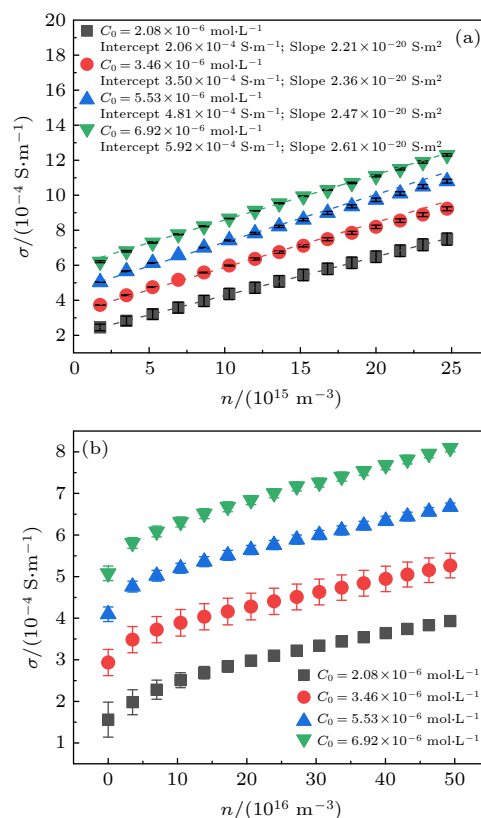 (a)
C₀ = 2.08×10⁻⁶ mol·L⁻¹
Intercept 2.06×10⁻⁴ S·m⁻¹; Slope 2.21×10⁻²⁰ S·m²
C₀ = 3.46×10⁻⁶ mol·L⁻¹
Intercept 3.50×10⁻⁴ S·m⁻¹; Slope 2.36×10⁻²⁰ S·m²
C₀ = 5.53×10⁻⁶ mol·L⁻¹
Intercept 4.81×10⁻⁴ S·m⁻¹; Slope 2.47×10⁻²⁰ S·m²
C₀ = 6.92×10⁻⁶ mol·L⁻¹
Intercept 5.92×10⁻⁴ S·m⁻¹; Slope 2.61×10⁻²⁰ S·m²
20
18
16
14
12
10
8
6
4
2
σ/(10⁻⁴ S·m⁻¹)
0 5 10 15 20 25
n/(10¹⁵ m⁻³)
(b)
8
7
6
5
4
3
2
1
σ/(10⁻⁴ S·m⁻¹)
C₀ = 2.08×10⁻⁶ mol·L⁻¹
C₀ = 3.46×10⁻⁶ mol·L⁻¹
C₀ = 5.53×10⁻⁶ mol·L⁻¹
C₀ = 6.92×10⁻⁶ mol·L⁻¹
0 10 20 30 40 50
n/(10¹⁶ m⁻³)